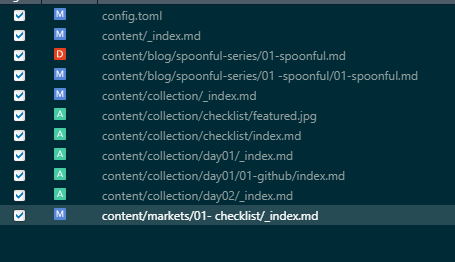 M config.toml
M content/_index.md
D content/blog/spoonful-series/01-spoonful.md
M content/blog/spoonful-series/01 -spoonful/01-spoonful.md
M content/collection/_index.md
A content/collection/checklist/featured.jpg
A content/collection/checklist/index.md
A content/collection/day01/_index.md
A content/collection/day01/01-github/index.md
A content/collection/day02/_index.md
M content/markets/01- checklist/_index.md